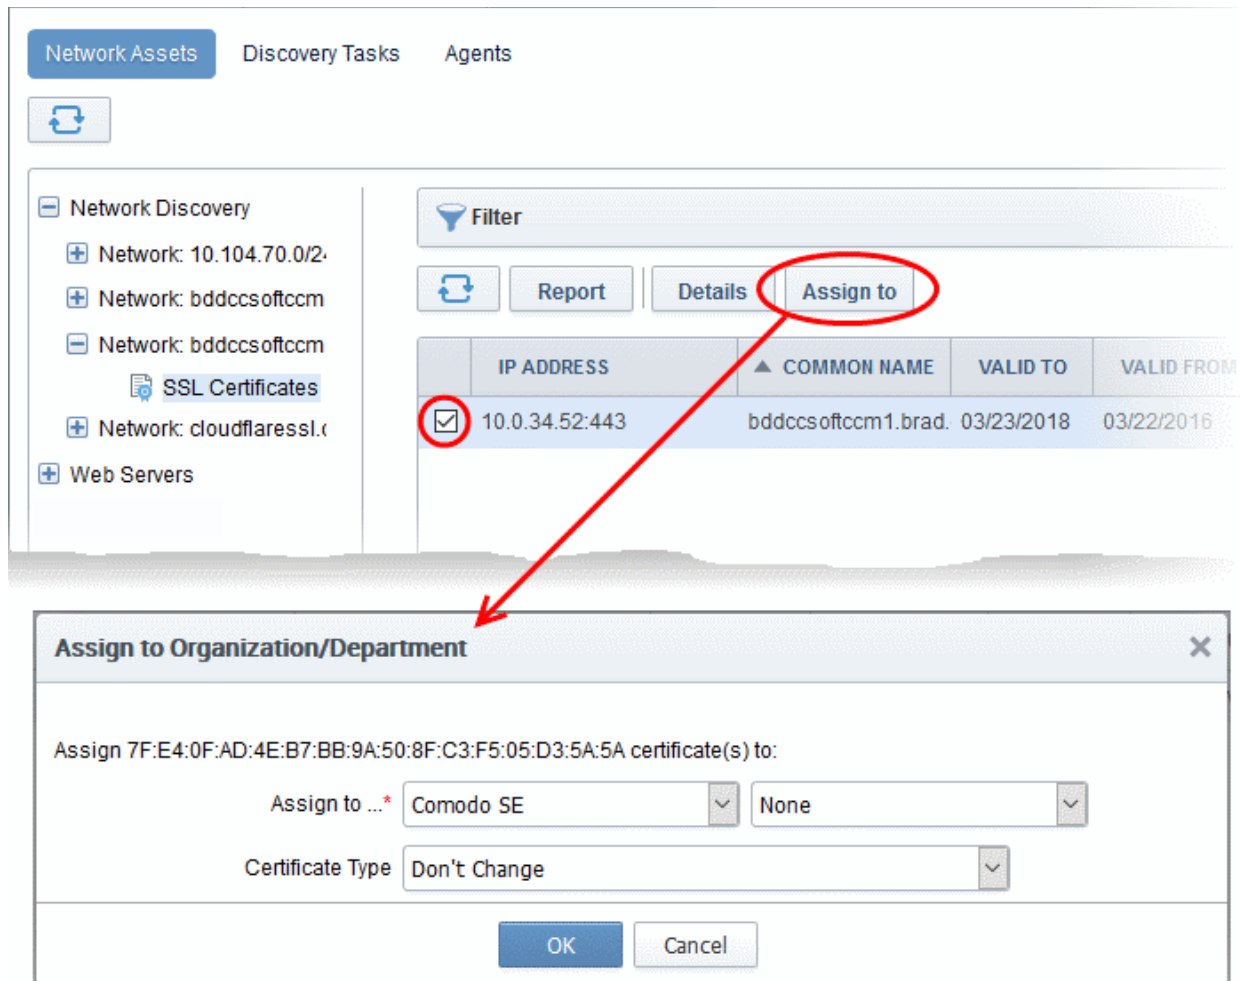 Network Assets Discovery Tasks Agents
Network Discovery
Network: 10.104.70.0/2
Network: bddccsoftccm
Network: bddccsoftccm
SSL Certificates
Network: cloudflaressl.
Web Servers
Filter
Report Details Assign to
IP ADDRESS COMMON NAME VALID TO VALID FROM
10.0.34.52:443 bddccsoftccm1.brad. 03/23/2018 03/22/2016
Assign to Organization/Department
Assign 7F:E4:0F:AD:4E:B7:BB:9A:50:8F:C3:F5:05:D3:5A:5A certificate(s) to:
Assign to ...* Comodo SE None
Certificate Type Don't Change
OK Cancel